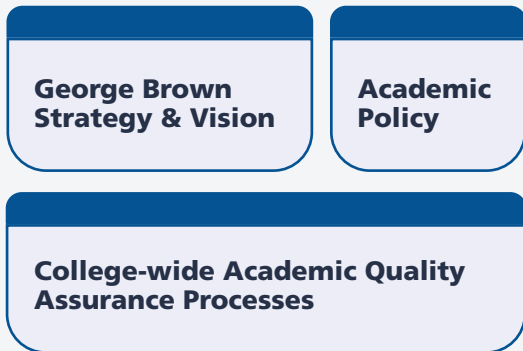 George Brown
Strategy & Vision
Academic
Policy
College-wide Academic Quality
Assurance Processes